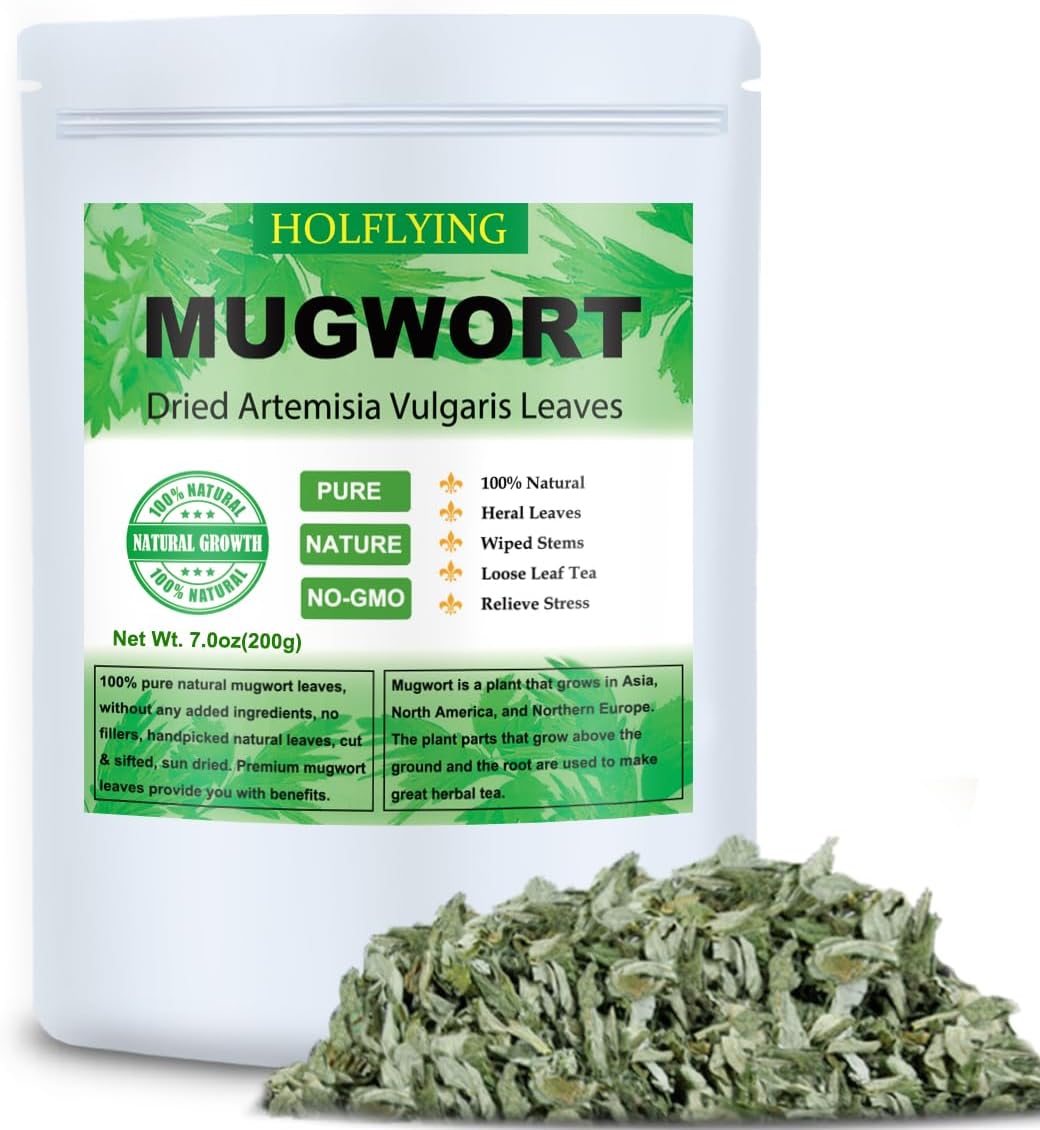 HOLFLYING
MUGWORT
Dried Artemisia Vulgaris Leaves
100% NATURAL
NATURAL GROWTH
100% NATURAL
PURE
NATURE
NO-GMO
100% Natural
Heral Leaves
Wiped Stems
Loose Leaf Tea
Relieve Stress
Net Wt. 7.0oz(200g)
100% pure natural mugwort leaves,
without any added ingredients, no
fillers, handpicked natural leaves, cut
& sifted, sun dried. Premium mugwort
leaves provide you with benefits.
Mugwort is a plant that grows in Asia,
North America, and Northern Europe.
The plant parts that grow above the
ground and the root are used to make
great herbal tea.